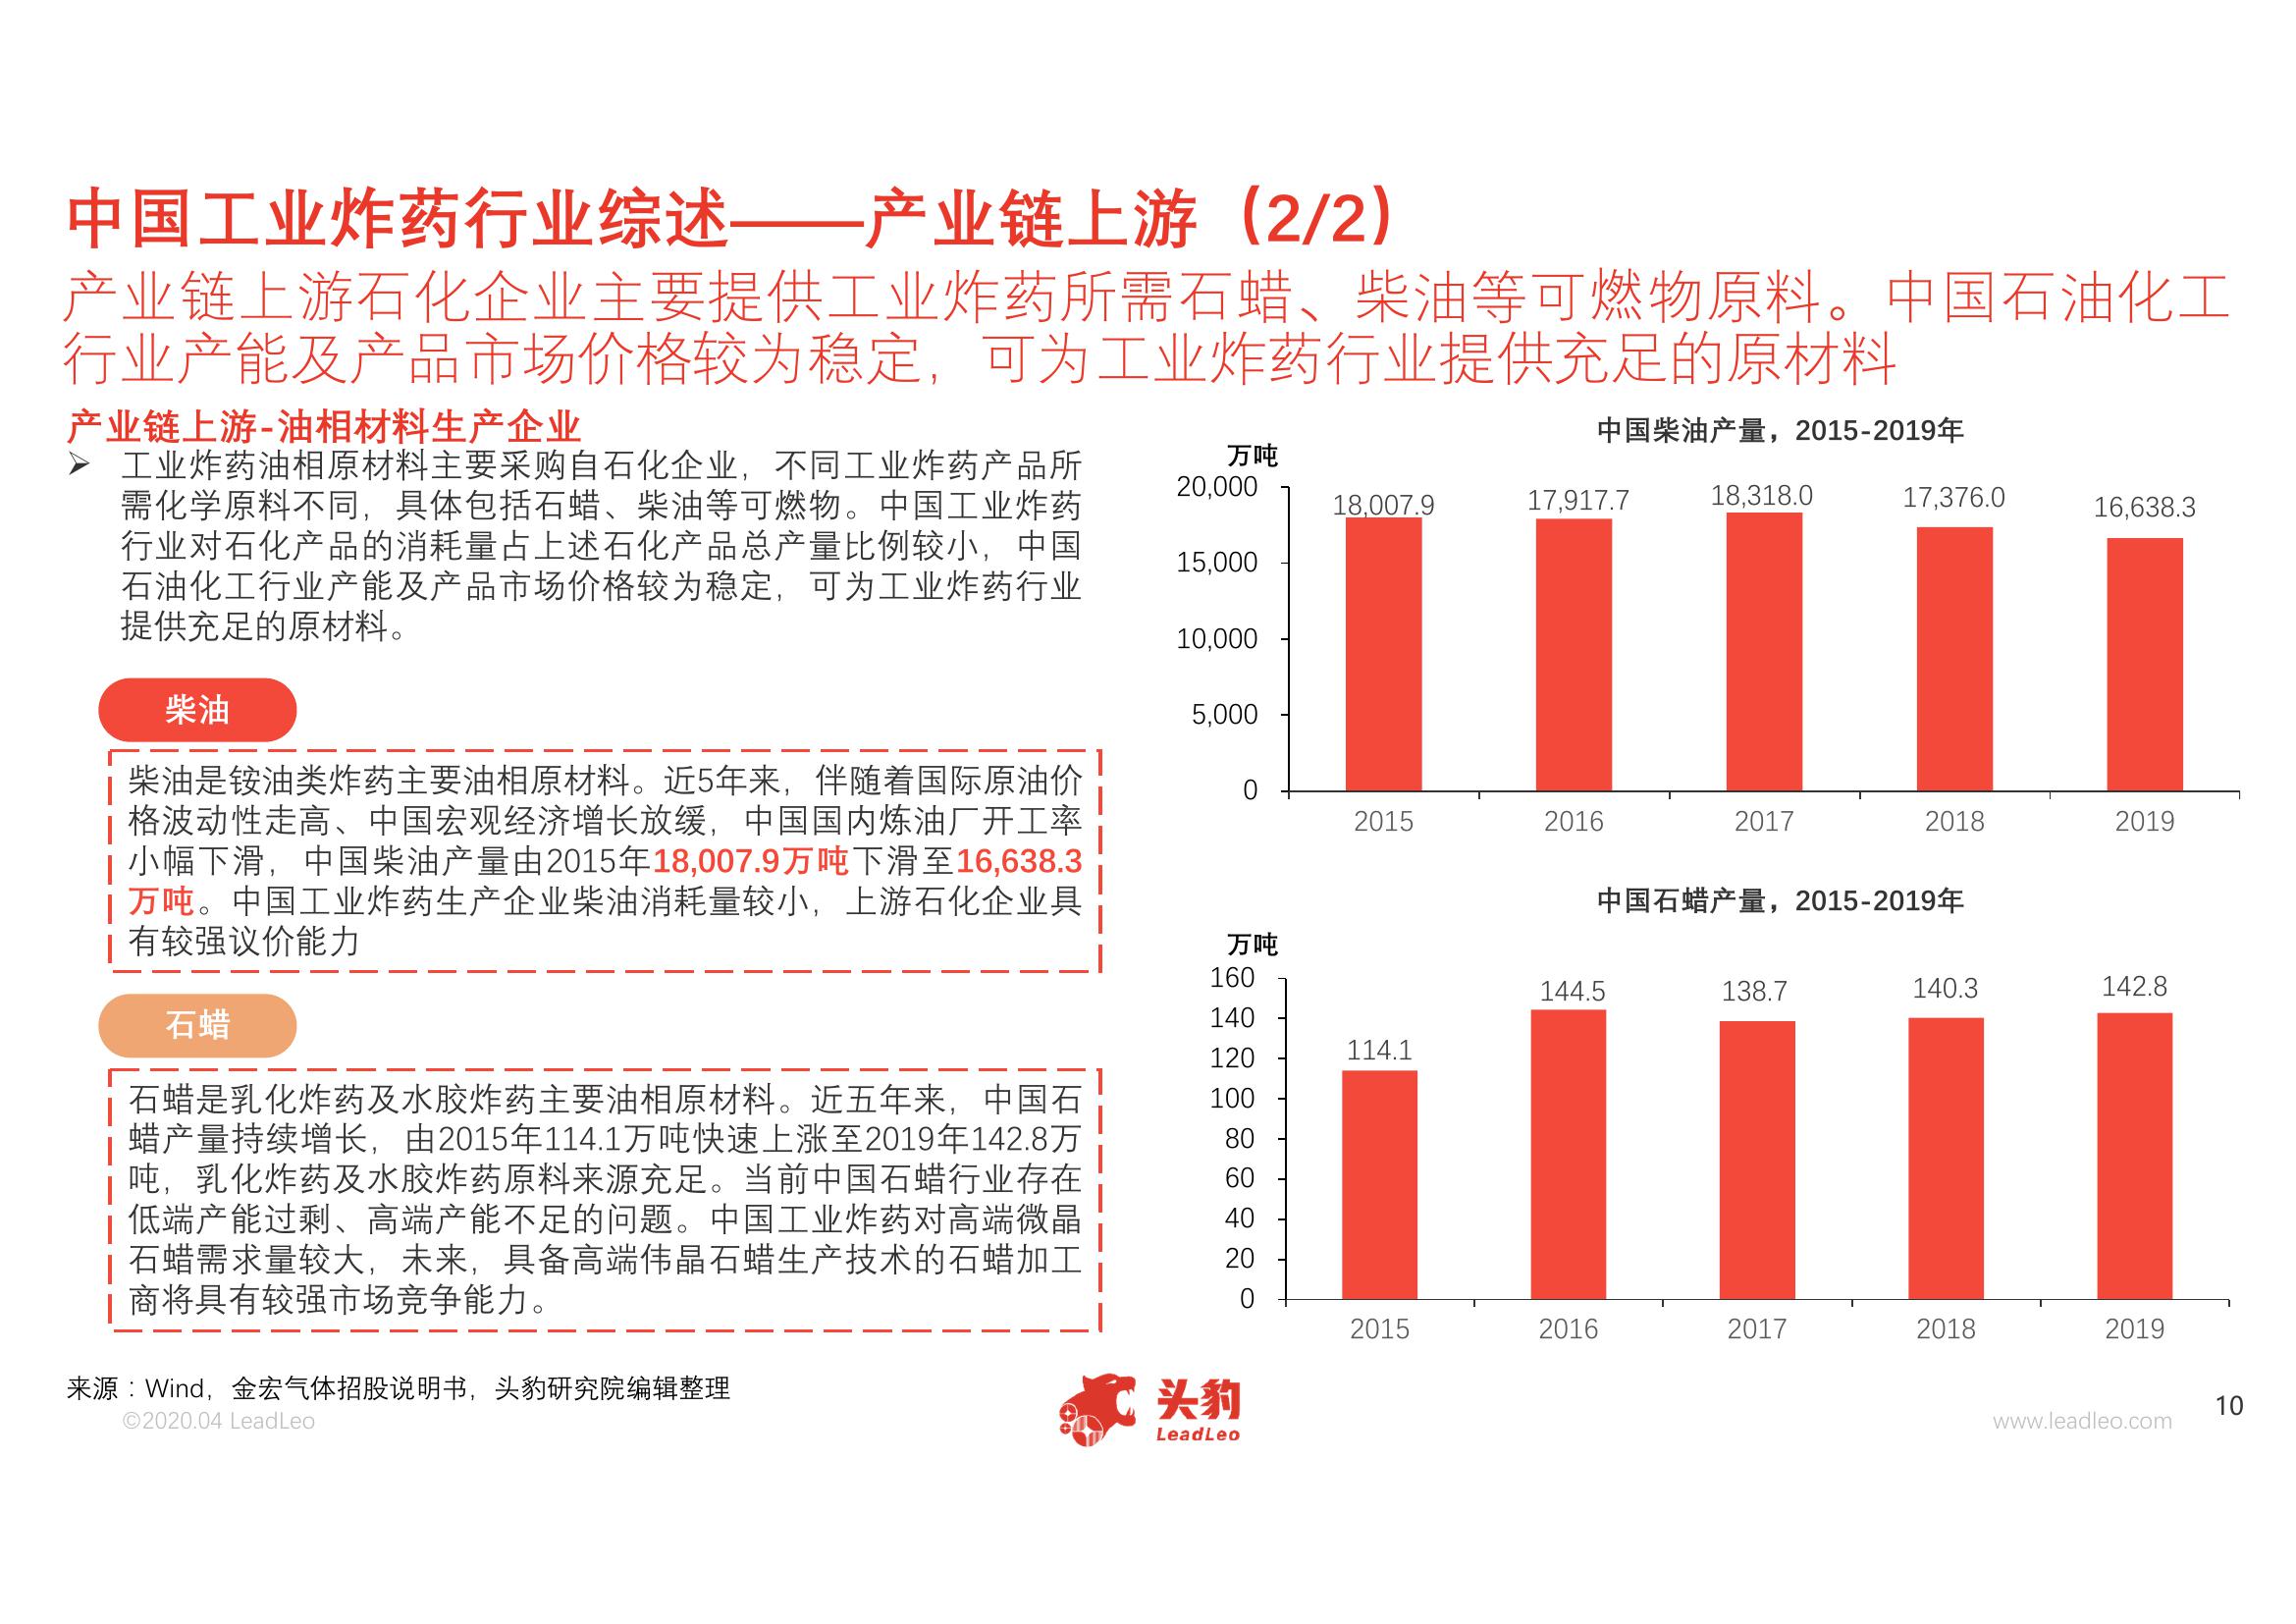 中国工业炸药行业综述——产业链上游（2/2）
产业链上游石化企业主要提供工业炸药所需石蜡、柴油等可燃物原料。中国石油化工
行业产能及产品市场价格较为稳定，可为工业炸药行业提供充足的原材料
产业链上游-油相材料生产企业
➢ 工业炸药油相原材料主要采购自石化企业，不同工业炸药产品所
需化学原料不同，具体包括石蜡、柴油等可燃物。中国工业炸药
行业对石化产品的消耗量占上述石化产品总产量比例较小，中国
石油化工行业产能及产品市场价格较为稳定，可为工业炸药行业
提供充足的原材料。
柴油
柴油是铵油类炸药主要油相原材料。近5年来，伴随着国际原油价
格波动性走高、中国宏观经济增长放缓，中国国内炼油厂开工率
小幅下滑，中国柴油产量由2015年18,007.9万吨下滑至16,638.3
万吨。中国工业炸药生产企业柴油消耗量较小，上游石化企业具
有较强议价能力
石蜡
石蜡是乳化炸药及水胶炸药主要油相原材料。近五年来，中国石
蜡产量持续增长，由2015年114.1万吨快速上涨至2019年142.8万
吨，乳化炸药及水胶炸药原料来源充足。当前中国石蜡行业存在
低端产能过剩、高端产能不足的问题。中国工业炸药对高端微晶
石蜡需求量较大，未来，具备高端伟晶石蜡生产技术的石蜡加工
商将具有较强市场竞争能力。
中国柴油产量，2015-2019年
万吨
20,000
15,000
10,000
5,000
0
18,007.9 17,917.7 18,318.0 17,376.0 16,638.3
2015 2016 2017 2018 2019
中国石蜡产量，2015-2019年
万吨
160
140
120
100
80
60
40
20
0
114.1 144.5 138.7 140.3 142.8
2015 2016 2017 2018 2019
来源：Wind，金宏气体招股说明书，头豹研究院编辑整理
©2020.04 LeadLeo
头豹
LeadLeo
www.leadleo.com
10